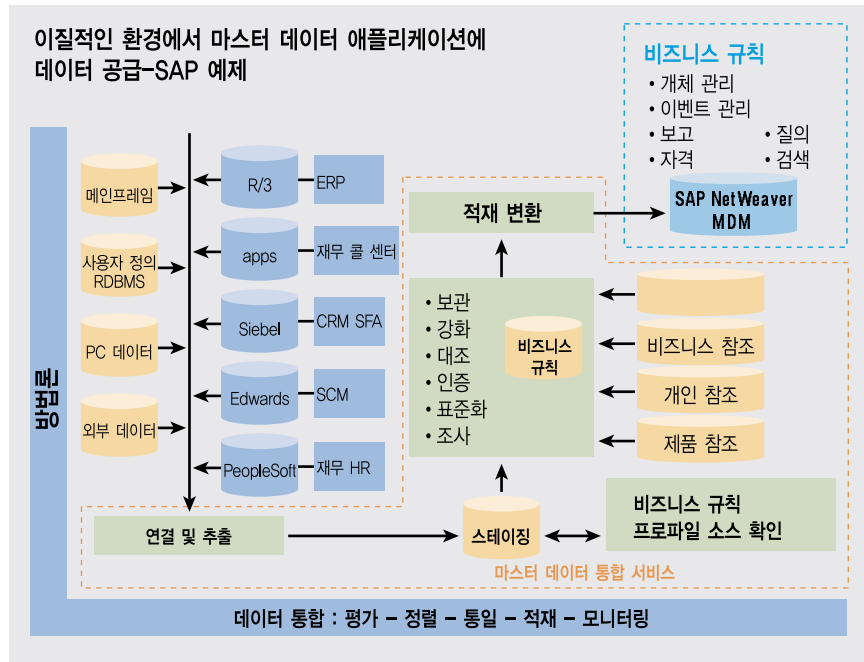 이질적인 환경에서 마스터 데이터 애플리케이션에
데이터 공급-SAP 예제
비즈니스 규칙
• 개체 관리
• 이벤트 관리
• 보고
• 질의
• 자격
• 검색
SAP NetWeaver
MDM
방법론
메인프레임
사용자 정의
RDBMS
PC 데이터
외부 데이터
R/3
ERP
apps
재무 콜 센터
Siebel
CRM SFA
Edwards
SCM
PeopleSoft
재무 HR
적재 변환
• 보관
• 강화
• 대조
• 인증
• 표준화
• 조사
비즈니스
규칙
비즈니스 참조
개인 참조
제품 참조
연결 및 추출
스테이징
비즈니스 규칙
프로파일 소스 확인
마스터 데이터 통합 서비스
데이터 통합 : 평가 - 정렬 - 통일 - 적재 - 모니터링